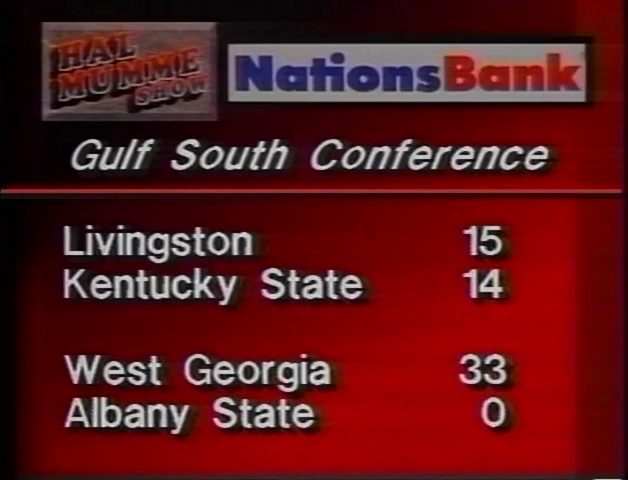 HAL
MUMME
SHOW
NationsBank
Gulf South Conference
Livingston 15
Kentucky State 14
West Georgia 33
Albany State 0